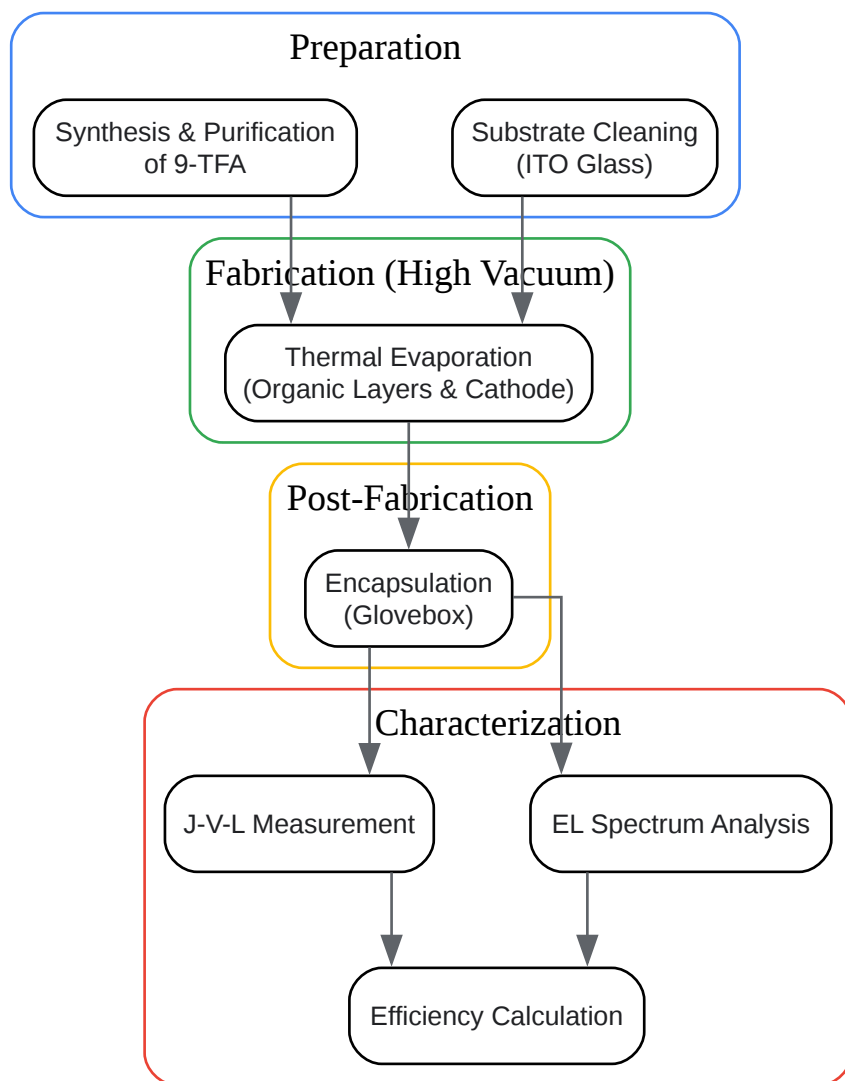 Preparation
Synthesis & Purification
of 9-TFA
Substrate Cleaning
(ITO Glass)
Fabrication (High Vacuum)
Thermal Evaporation
(Organic Layers & Cathode)
Post-Fabrication
Encapsulation
(Glovebox)
Characterization
J-V-L Measurement
EL Spectrum Analysis
Efficiency Calculation